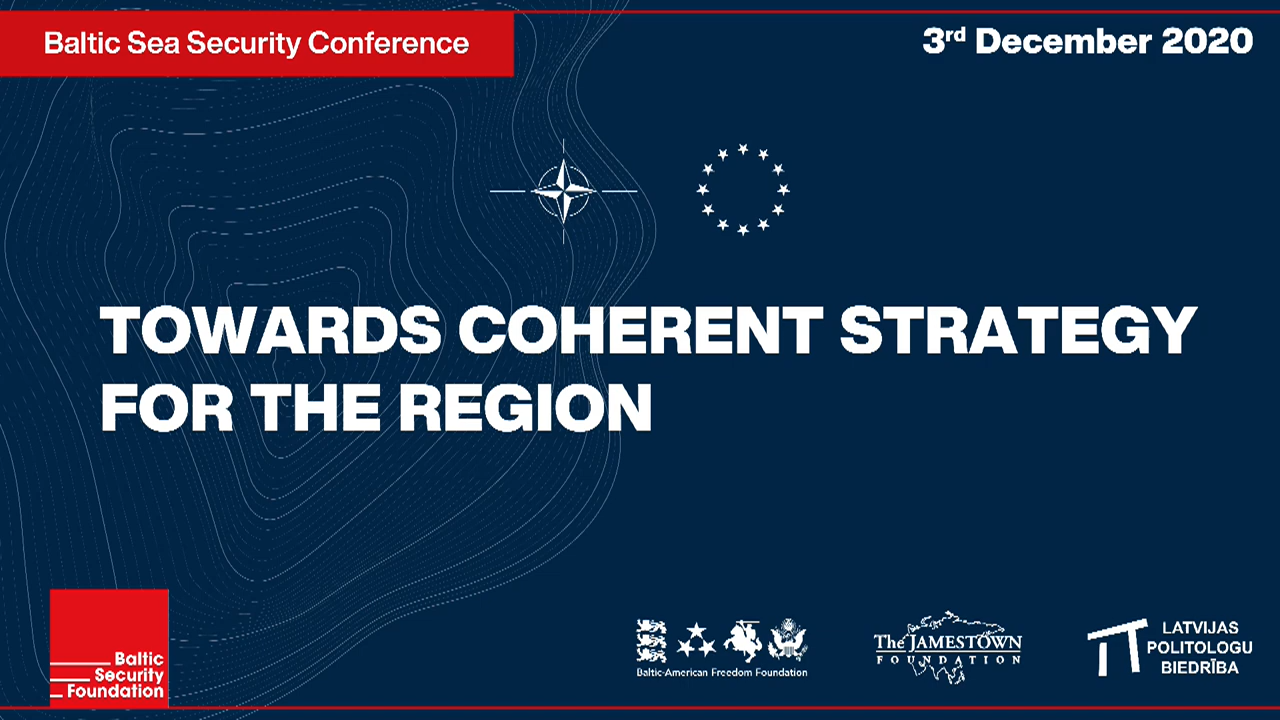 Baltic Sea Security Conference
3rd December 2020
TOWARDS COHERENT STRATEGY
FOR THE REGION
Baltic
Security
Foundation
Baltic-American Freedom Foundation
The JAMESTOWN
FOUNDATION
LATVIJAS
POLITOLOGU
BIEDRĪBA